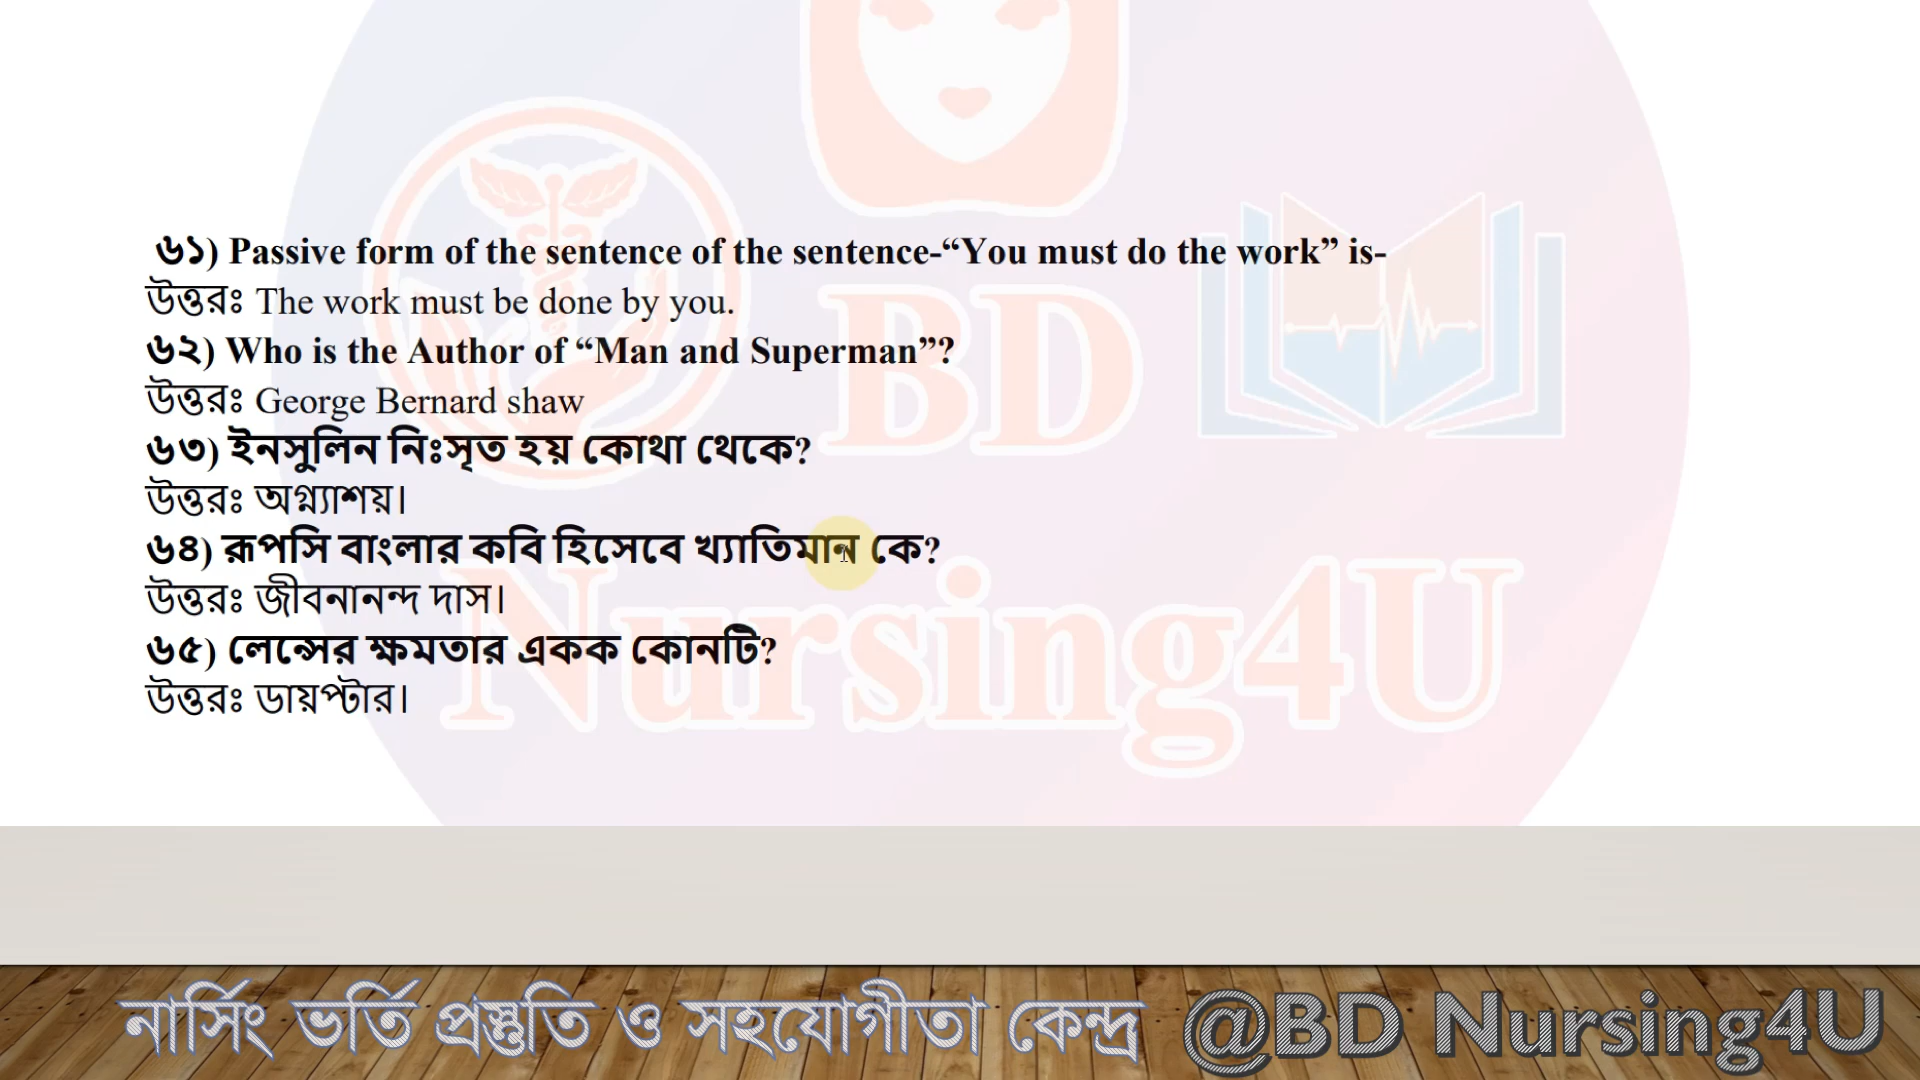 ৬১) Passive form of the sentence of the sentence-“You must do the work” is-
উত্তরঃ The work must be done by you.
৬২) Who is the Author of “Man and Superman”?
উত্তরঃ George Bernard shaw
৬৩) ইনসুলিন নিঃসৃত হয় কোথা থেকে?
উত্তরঃ অগ্ন্যাশয়।
৬৪) রূপসি বাংলার কবি হিসেবে খ্যাতিমান কে?
উত্তরঃ জীবনানন্দ দাস।
৬৫) লেন্সের ক্ষমতার একক কোনটি?
উত্তরঃ ডায়প্টার।
BD
Nursing4U
নার্সিং ভর্তি প্রস্তুতি ও সহযোগীতা কেন্দ্র @BD Nursing4U